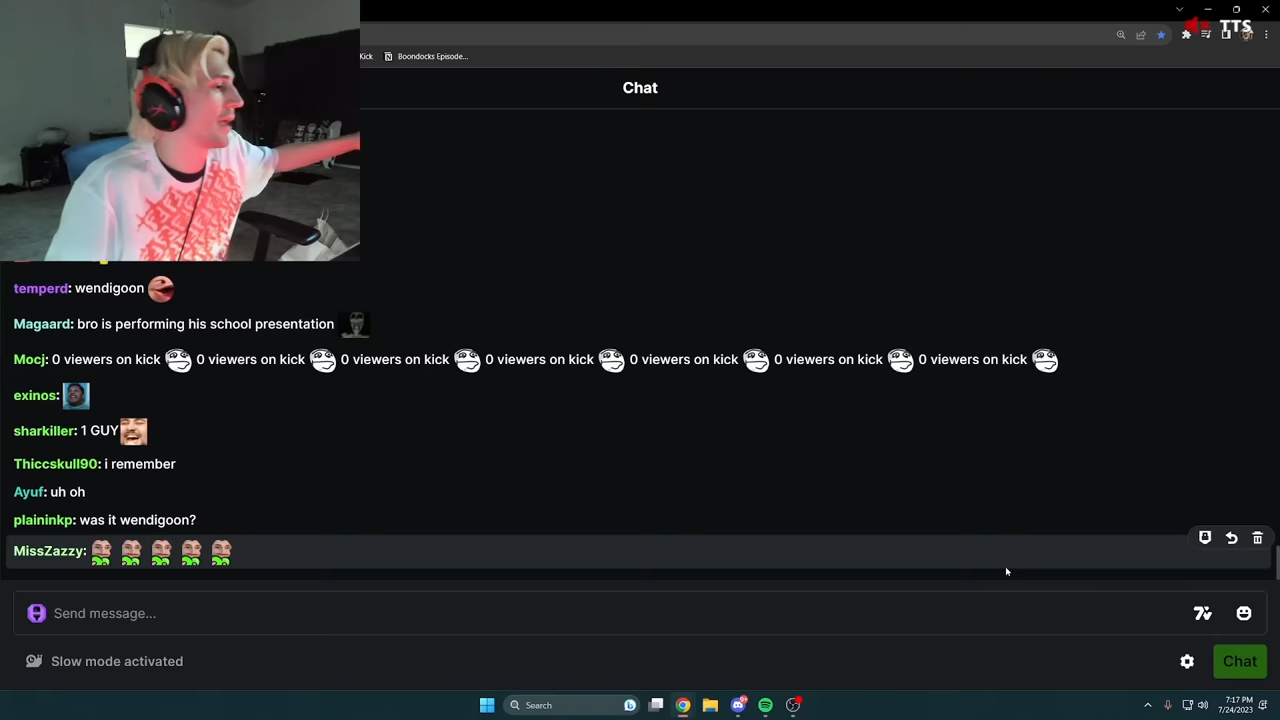 TTS
Kick
Boondocks Episode...
Chat
temperd: wendigoon
Magaard: bro is performing his school presentation
Mocj: 0 viewers on kick 0 viewers on kick 0 viewers on kick 0 viewers on kick 0 viewers on kick 0 viewers on kick 0 viewers on kick
exinos:
sharkiller: 1 GUY
Thiccskull90: i remember
Ayuf: uh oh
plaininkp: was it wendigoon?
MissZazzy:
Send message...
Slow mode activated
Chat
Search
7:17 PM
7/24/2023